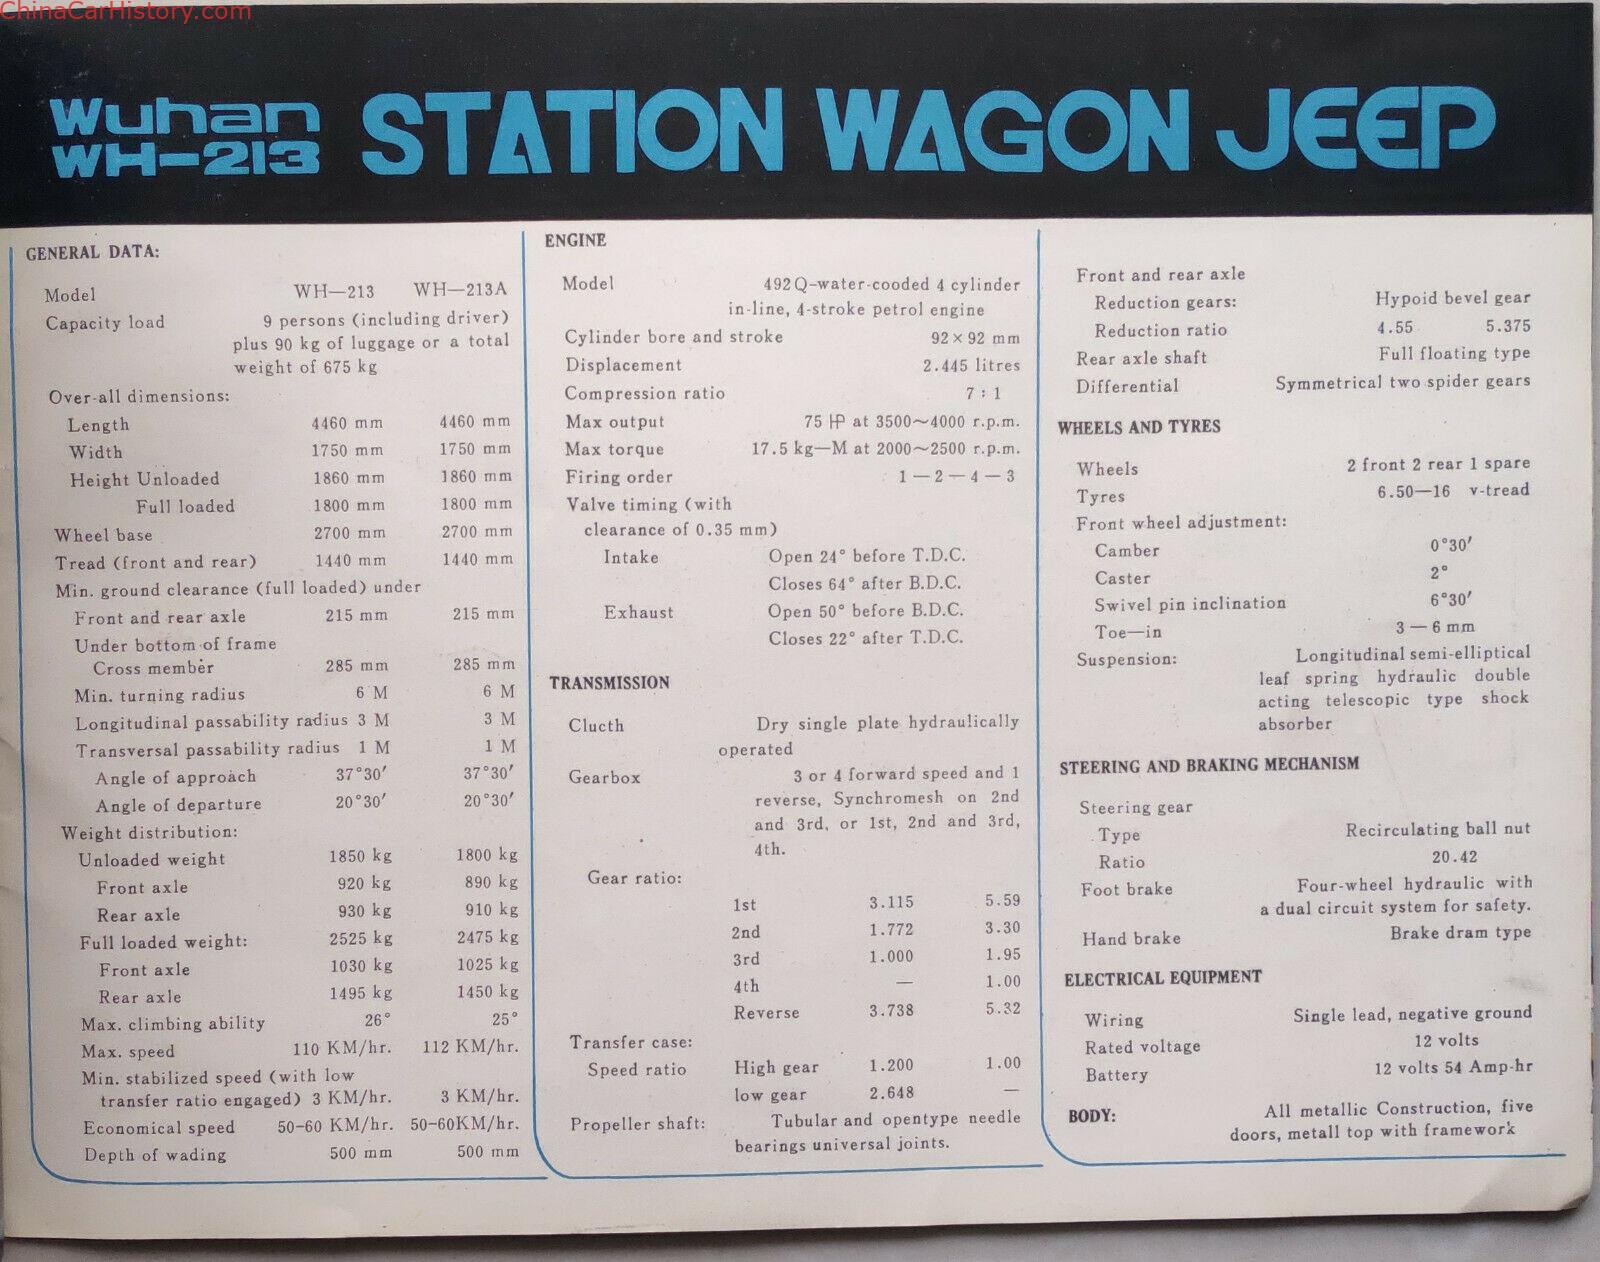 ChinaCarHistory.com
Wuhan
WH-213
STATION WAGON JEEP
GENERAL DATA:
Model WH—213 WH—213A
Capacity load 9 persons (including driver)
plus 90 kg of luggage or a total
weight of 675 kg
Over-all dimensions:
Length 4460 mm 4460 mm
Width 1750 mm 1750 mm
Height Unloaded 1860 mm 1860 mm
Full loaded 1800 mm 1800 mm
Wheel base 2700 mm 2700 mm
Tread (front and rear) 1440 mm 1440 mm
Min. ground clearance (full loaded) under
Front and rear axle 215 mm 215 mm
Under bottom of frame
Cross member 285 mm 285 mm
Min. turning radius 6 M 6 M
Longitudinal passability radius 3 M 3 M
Transversal passability radius 1 M 1 M
Angle of approach 37°30′ 37°30′
Angle of departure 20°30′ 20°30′
Weight distribution:
Unloaded weight 1850 kg 1800 kg
Front axle 920 kg 890 kg
Rear axle 930 kg 910 kg
Full loaded weight: 2525 kg 2475 kg
Front axle 1030 kg 1025 kg
Rear axle 1495 kg 1450 kg
Max. climbing ability 26° 25°
Max. speed 110 KM/hr. 112 KM/hr.
Min. stabilized speed (with low
transfer ratio engaged) 3 KM/hr. 3 KM/hr.
Economical speed 50-60 KM/hr. 50-60KM/hr.
Depth of wading 500 mm 500 mm
ENGINE
Model 492Q-water-cooded 4 cylinder
in-line, 4-stroke petrol engine
Cylinder bore and stroke 92×92 mm
Displacement 2.445 litres
Compression ratio 7 : 1
Max output 75 HP at 3500~4000 r.p.m.
Max torque 17.5 kg—M at 2000~2500 r.p.m.
Firing order 1—2—4—3
Valve timing (with
clearance of 0.35 mm)
Intake Open 24° before T.D.C.
Closes 64° after B.D.C.
Exhaust Open 50° before B.D.C.
Closes 22° after T.D.C.
TRANSMISSION
Clucth Dry single plate hydraulically
operated
Gearbox 3 or 4 forward speed and 1
reverse, Synchromesh on 2nd
and 3rd, or 1st, 2nd and 3rd,
4th.
Gear ratio:
1st 3.115 5.59
2nd 1.772 3.30
3rd 1.000 1.95
4th — 1.00
Reverse 3.738 5.32
Transfer case:
Speed ratio High gear 1.200 1.00
low gear 2.648 —
Propeller shaft: Tubular and opentype needle
bearings universal joints.
Front and rear axle
Reduction gears: Hypoid bevel gear
Reduction ratio 4.55 5.375
Rear axle shaft Full floating type
Differential Symmetrical two spider gears
WHEELS AND TYRES
Wheels 2 front 2 rear 1 spare
Tyres 6.50—16 v-tread
Front wheel adjustment:
Camber 0°30′
Caster 2°
Swivel pin inclination 6°30′
Toe—in 3—6 mm
Suspension: Longitudinal semi-elliptical
leaf spring hydraulic double
acting telescopic type shock
absorber
STEERING AND BRAKING MECHANISM
Steering gear
Type Recirculating ball nut
Ratio 20.42
Foot brake Four-wheel hydraulic with
a dual circuit system for safety.
Hand brake Brake dram type
ELECTRICAL EQUIPMENT
Wiring Single lead, negative ground
Rated voltage 12 volts
Battery 12 volts 54 Amp-hr
BODY: All metallic Construction, five
doors, metall top with framework